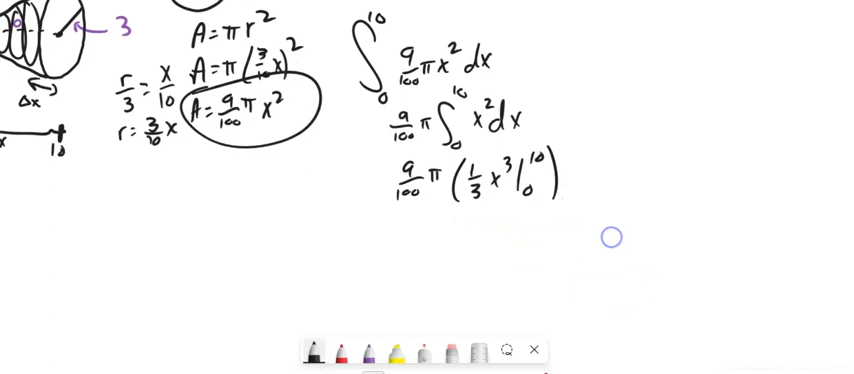 3
Δx
x
10
r/3 = x/10
r = 3/10 x
A = πr²
A = π(3/10 x)²
A = 9/100 π x²
∫₀¹⁰ 9/100 πx² dx
9/100 π ∫₀¹⁰ x² dx
9/100 π (1/3 x³ |₀¹⁰)